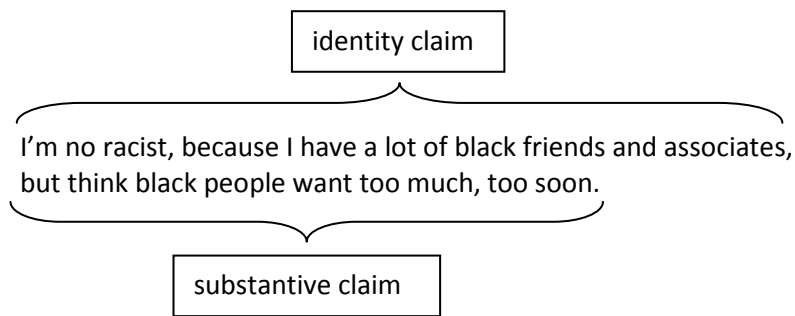 identity claim
I’m no racist, because I have a lot of black friends and associates,
but think black people want too much, too soon.
substantive claim